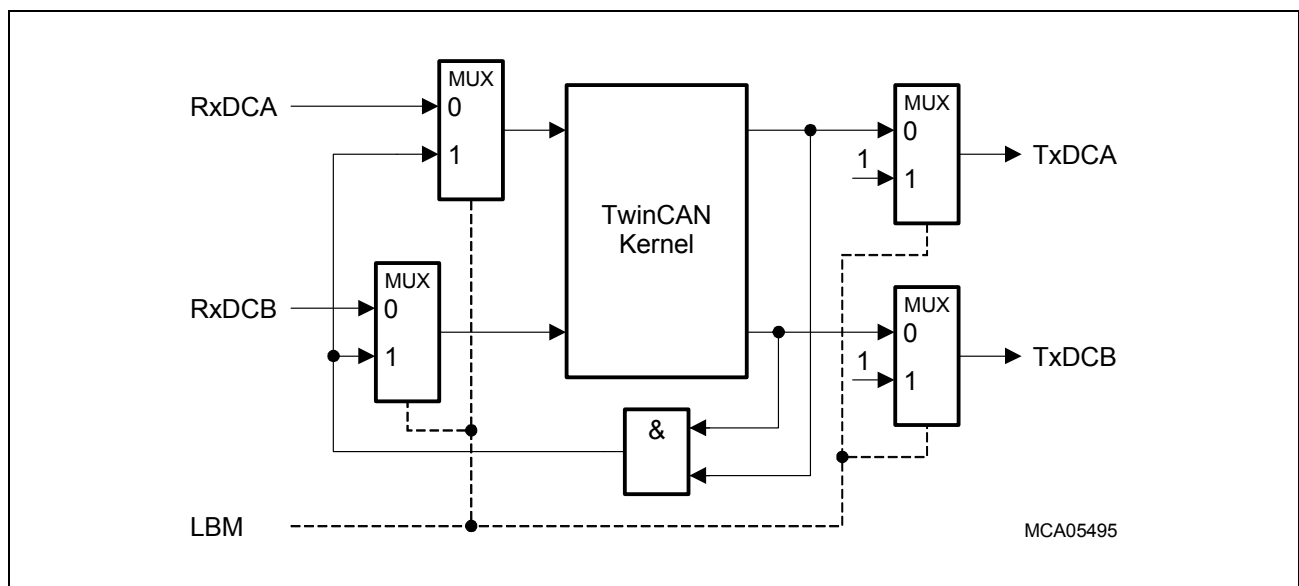 RxDCA
MUX
0
1
TwinCAN
Kernel
MUX
0
1
1
TxDCA
RxDCB
MUX
0
1
MUX
0
1
1
TxDCB
&
LBM
MCA05495